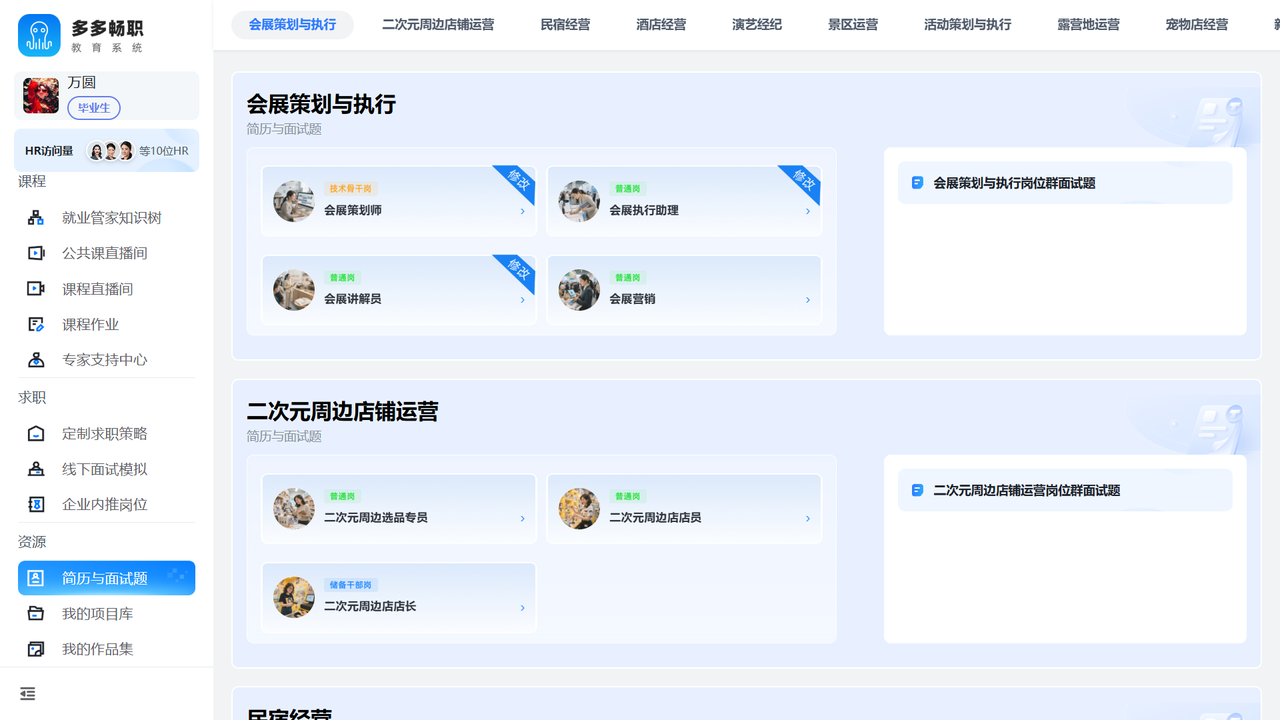 多多畅职
教育系统
万圆
毕业生
HR访问量
等10位HR
课程
就业管家知识树
公共课直播间
课程直播间
课程作业
专家支持中心
求职
定制求职策略
线下面试模拟
企业内推岗位
资源
简历与面试题
我的项目库
我的作品集
会展策划与执行
二次元周边店铺运营
民宿经营
酒店经营
演艺经纪
景区运营
活动策划与执行
露营地运营
宠物店经营
会展策划与执行
简历与面试题
技术骨干岗
会展策划师
修改
普通岗
会展执行助理
修改
普通岗
会展讲解员
修改
普通岗
会展营销
会展策划与执行岗位群面试题
二次元周边店铺运营
简历与面试题
普通岗
二次元周边选品专员
普通岗
二次元周边店店员
储备干部岗
二次元周边店店长
二次元周边店铺运营岗位群面试题
民宿经营